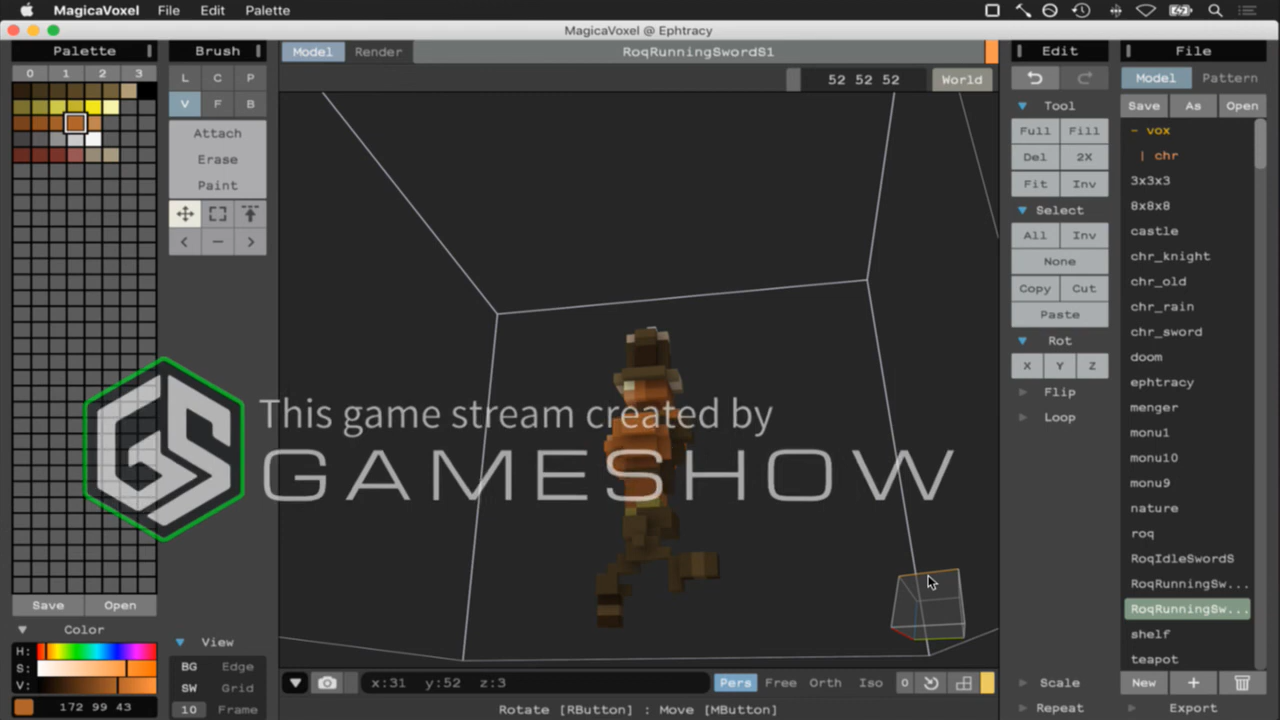 MagicaVoxel File Edit Palette
MagicaVoxel @ Ephtracy
Palette Brush Model Render RoqRunningSwordS1 Edit File
0 1 2 3
L C P
V F B
Attach
Erase
Paint
< − >
52 52 52 World
Tool
Full Fill
Del 2X
Fit Inv
Select
All Inv
None
Copy Cut
Paste
Rot
X Y Z
Flip
Loop
Scale
Repeat
Model Pattern
Save As Open
− vox
| chr
3x3x3
8x8x8
castle
chr_knight
chr_old
chr_rain
chr_sword
doom
ephtracy
menger
monu1
monu10
monu9
nature
roq
RoqIdleSwordS
RoqRunningSw...
RoqRunningSw...
shelf
teapot
New + 
Export
GS
This game stream created by
GAMESHOW
Save Open
Color
H:
S:
V:
172 99 43
View
BG Edge
SW Grid
10 Frame
x:31 y:52 z:3
Pers Free Orth Iso 0
Rotate [RButton] : Move [MButton]